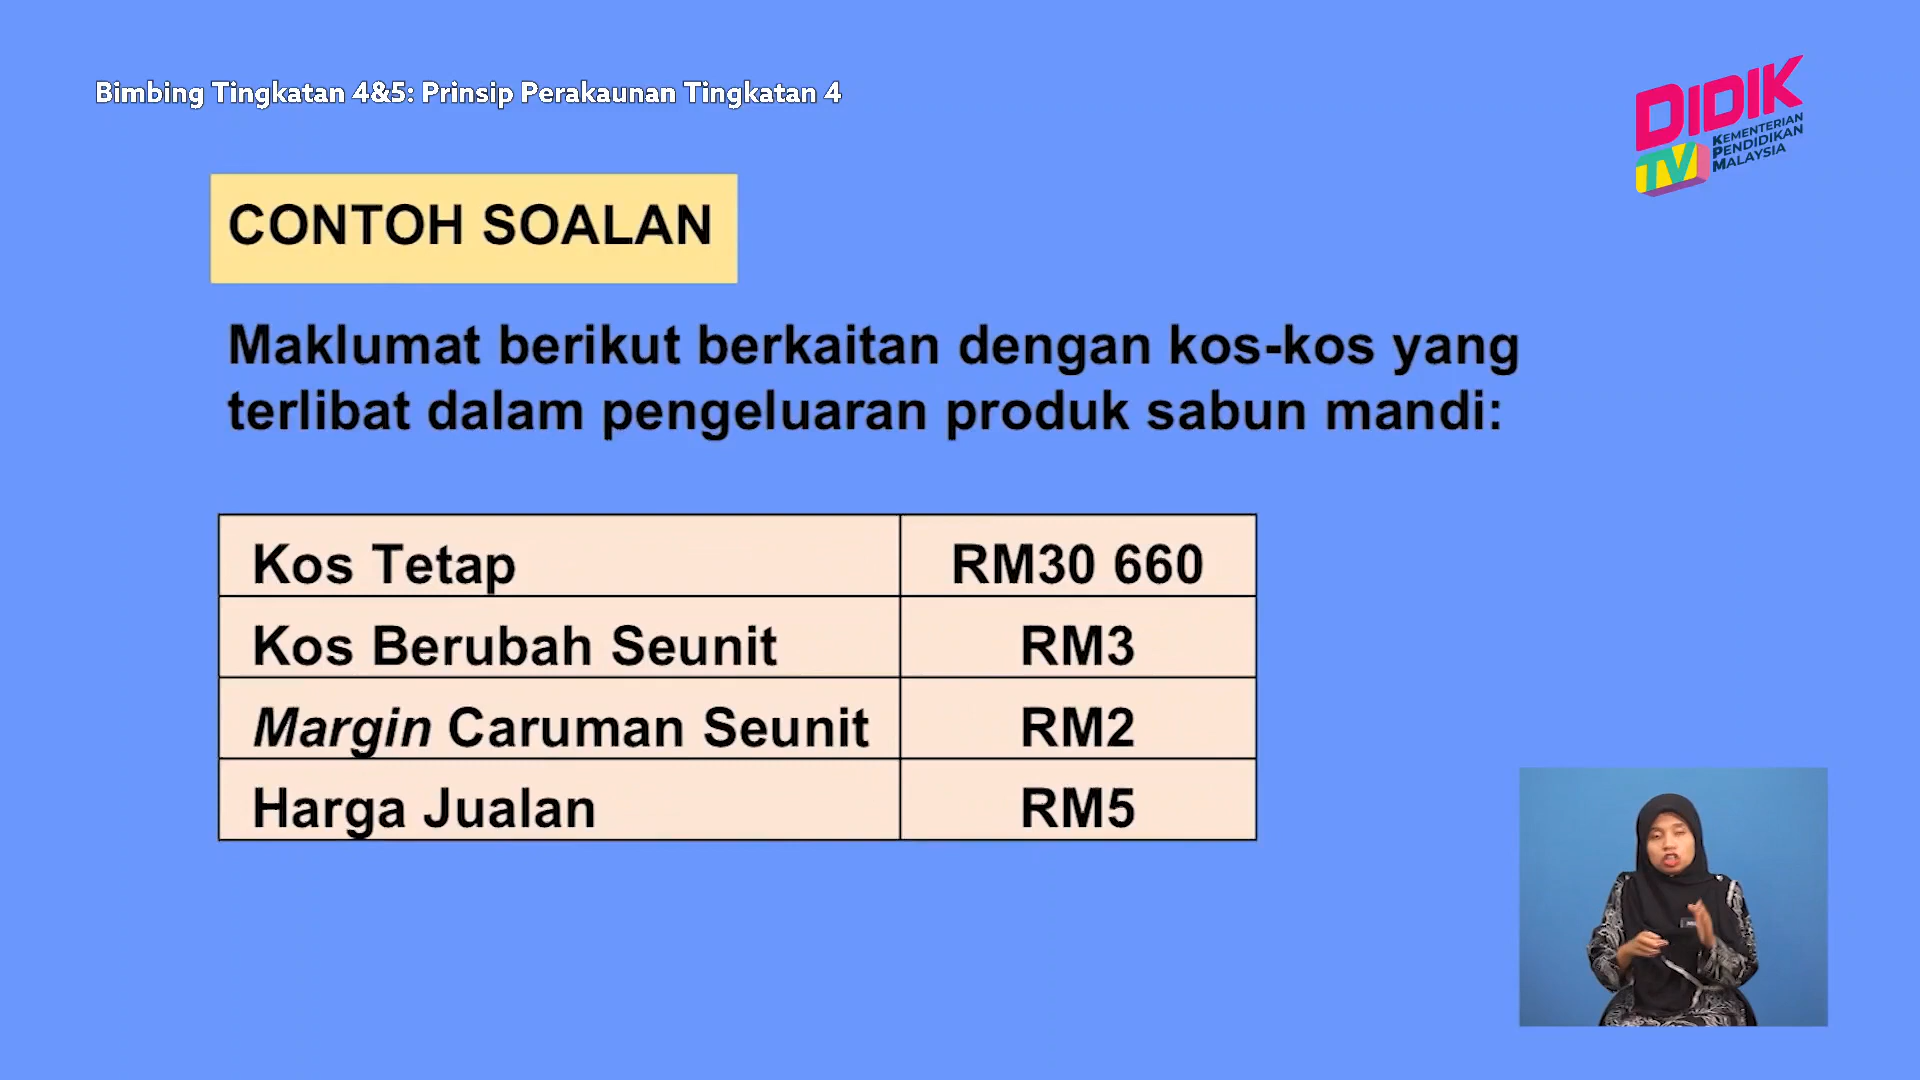 Bimbing Tingkatan 4&5: Prinsip Perakaunan Tingkatan 4
DIDIK
TV
KEMENTERIAN
PENDIDIKAN
MALAYSIA
CONTOH SOALAN
Maklumat berikut berkaitan dengan kos-kos yang
terlibat dalam pengeluaran produk sabun mandi:
Kos Tetap RM30 660
Kos Berubah Seunit RM3
Margin Caruman Seunit RM2
Harga Jualan RM5